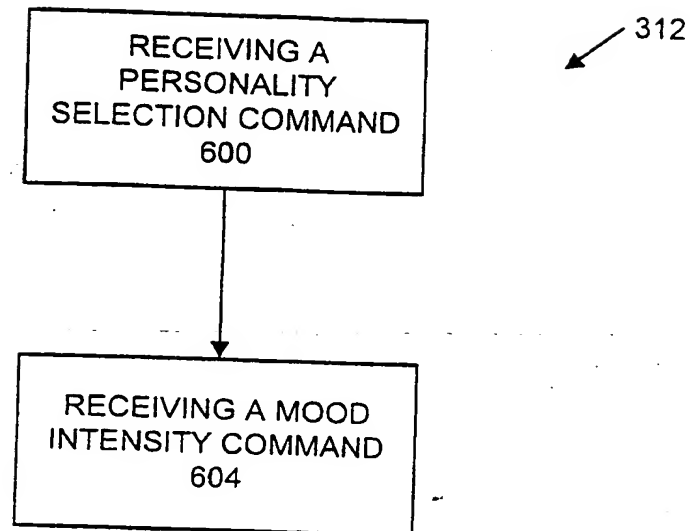 312
RECEIVING A
PERSONALITY
SELECTION COMMAND
600
RECEIVING A MOOD
INTENSITY COMMAND
604